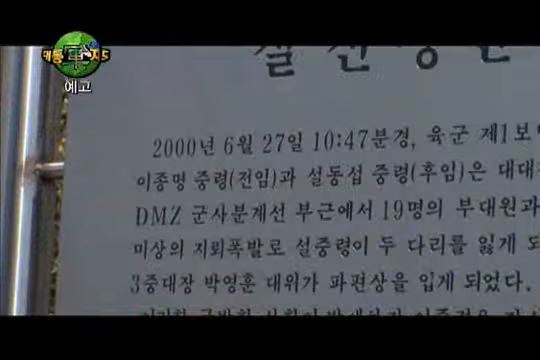 대동맛지도
예고
2000년 6월 27일 10:47분경, 육군 제1보
이종명 중령(전임)과 설동섭 중령(후임)은 대대
DMZ 군사분계선 부근에서 19명의 부대원과
미상의 지뢰폭발로 설중령이 두 다리를 잃게 되
3중대장 박영훈 대위가 파편상을 입게 되었다.